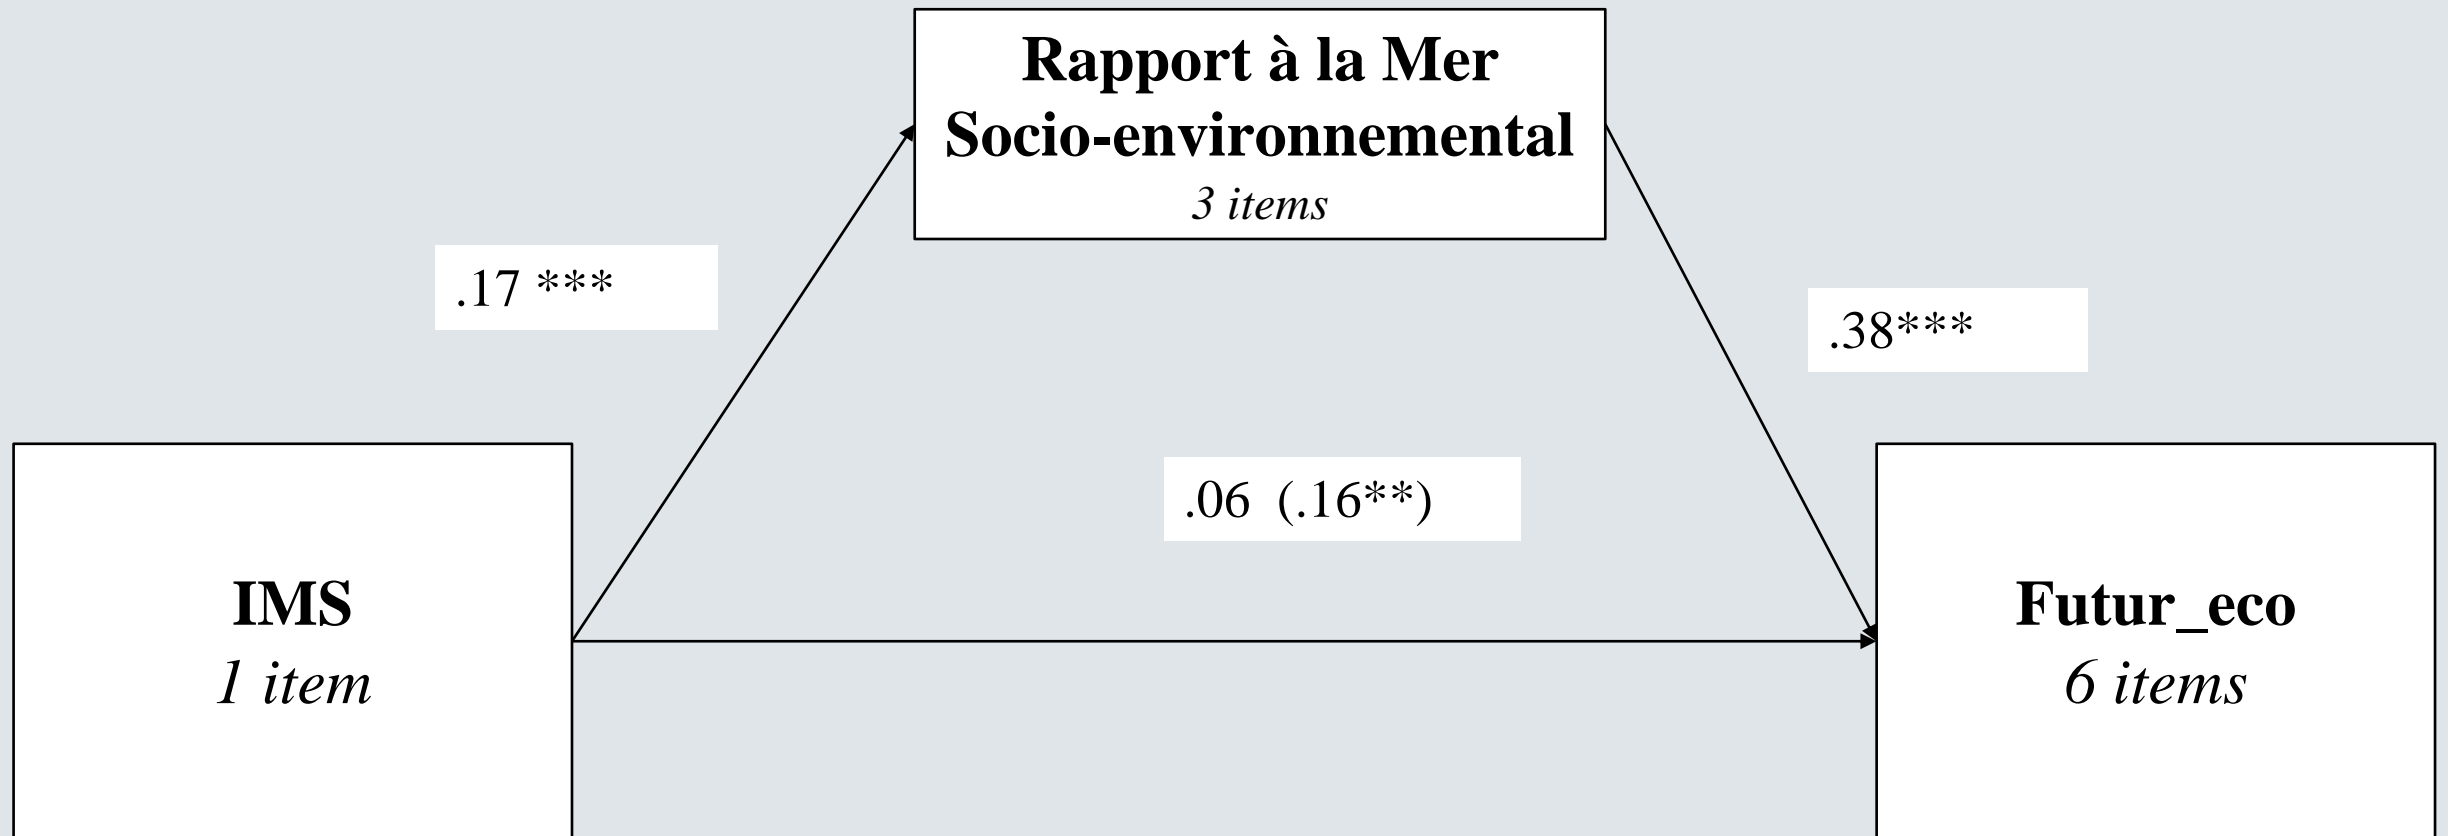 Rapport à la Mer
Socio-environnemental
3 items
.17 ***
.38***
.06  (.16**)
IMS
1 item
Futur_eco
6 items